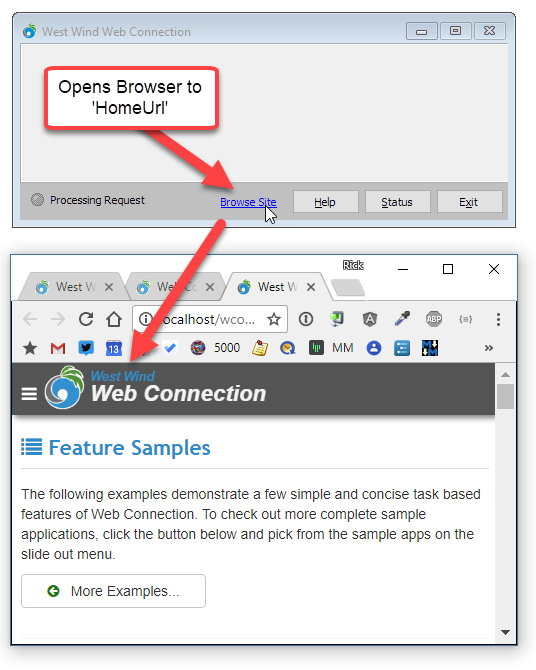 West Wind Web Connection
Opens Browser to
'HomeUrl'
Processing Request
Browse Site
Help
Status
Exit
Rick
West W
Web C
West W
localhost/wco...
ABP
13
5000
MM
»
West Wind
Web Connection
Feature Samples
The following examples demonstrate a few simple and concise task based
features of Web Connection. To check out more complete sample
applications, click the button below and pick from the sample apps on the
slide out menu.
More Examples...